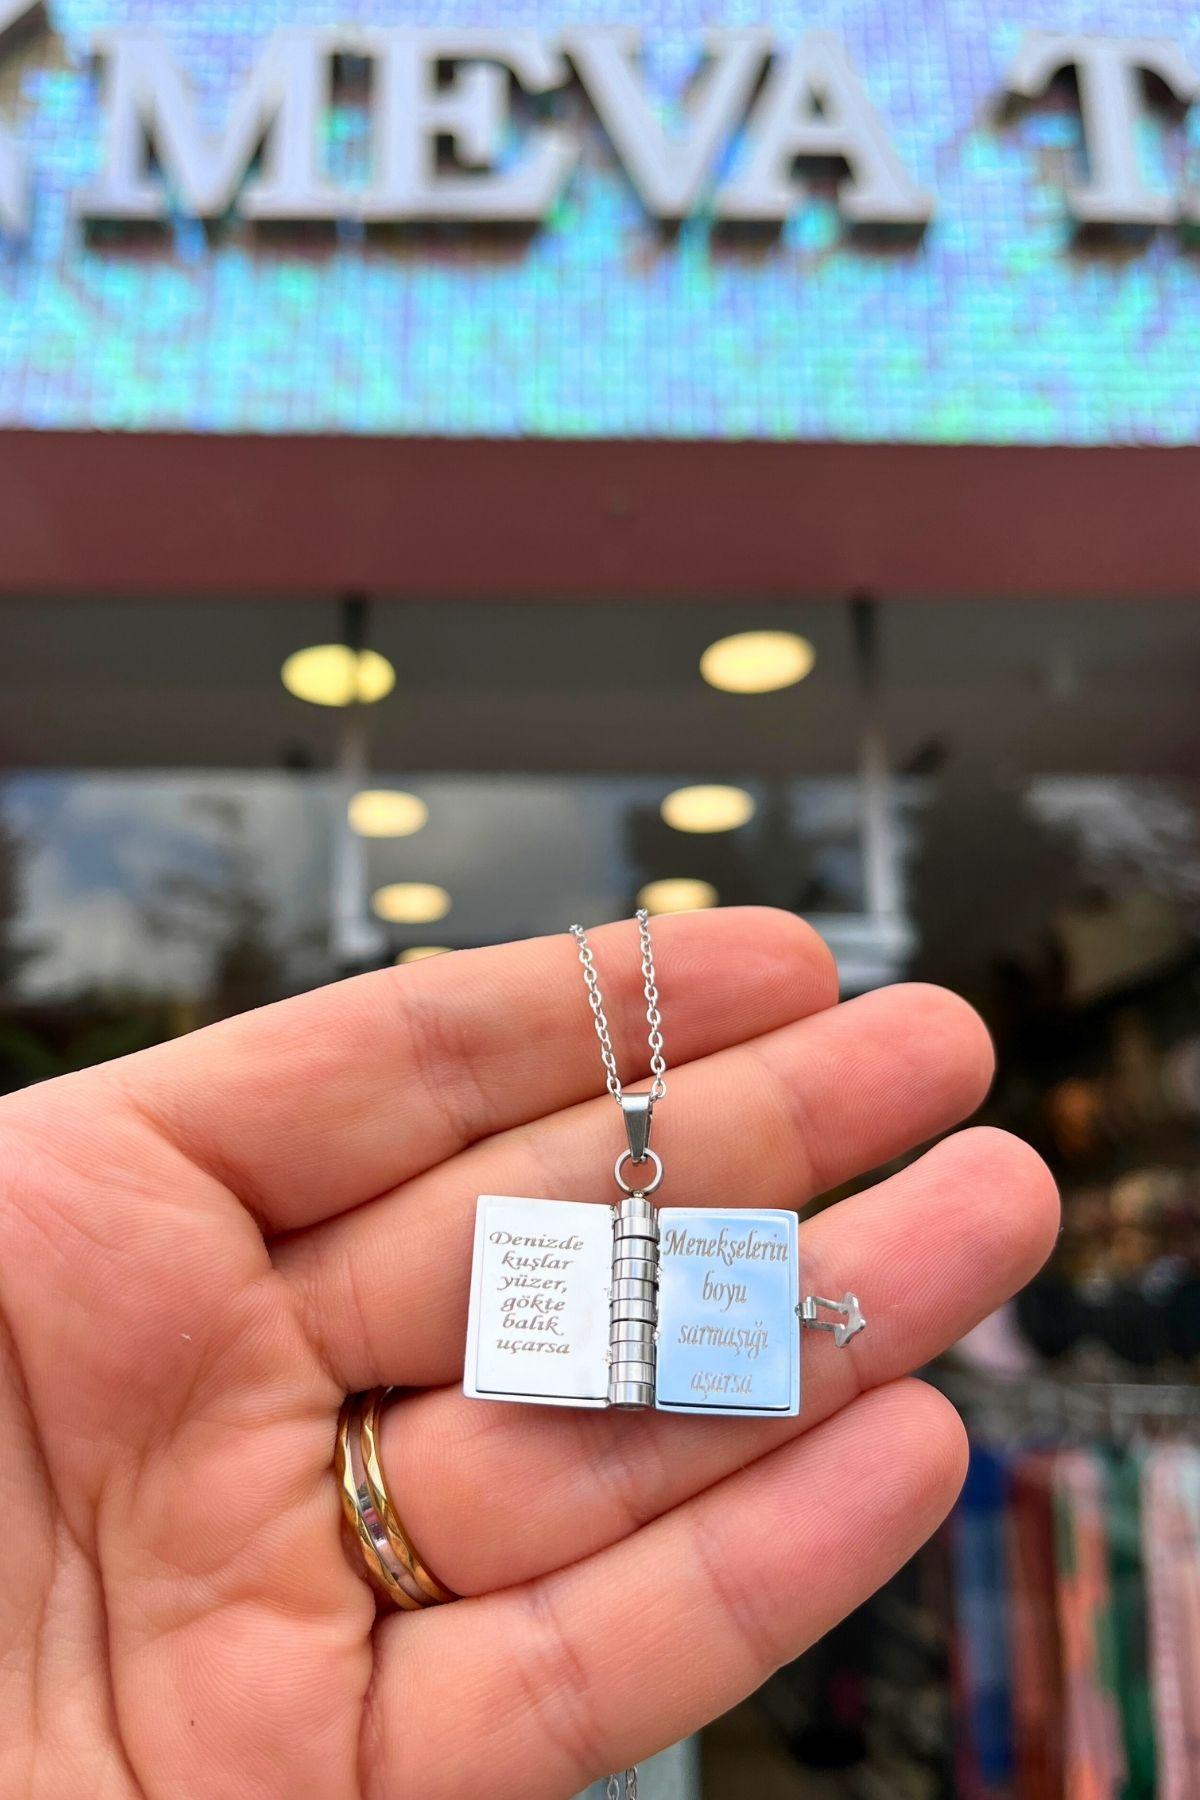 MEVA T
Denizde
kuşlar
yüzer,
gökte
balık
uçarsa
Menekşelerin
boyu
sarmaşığı
aşarsa